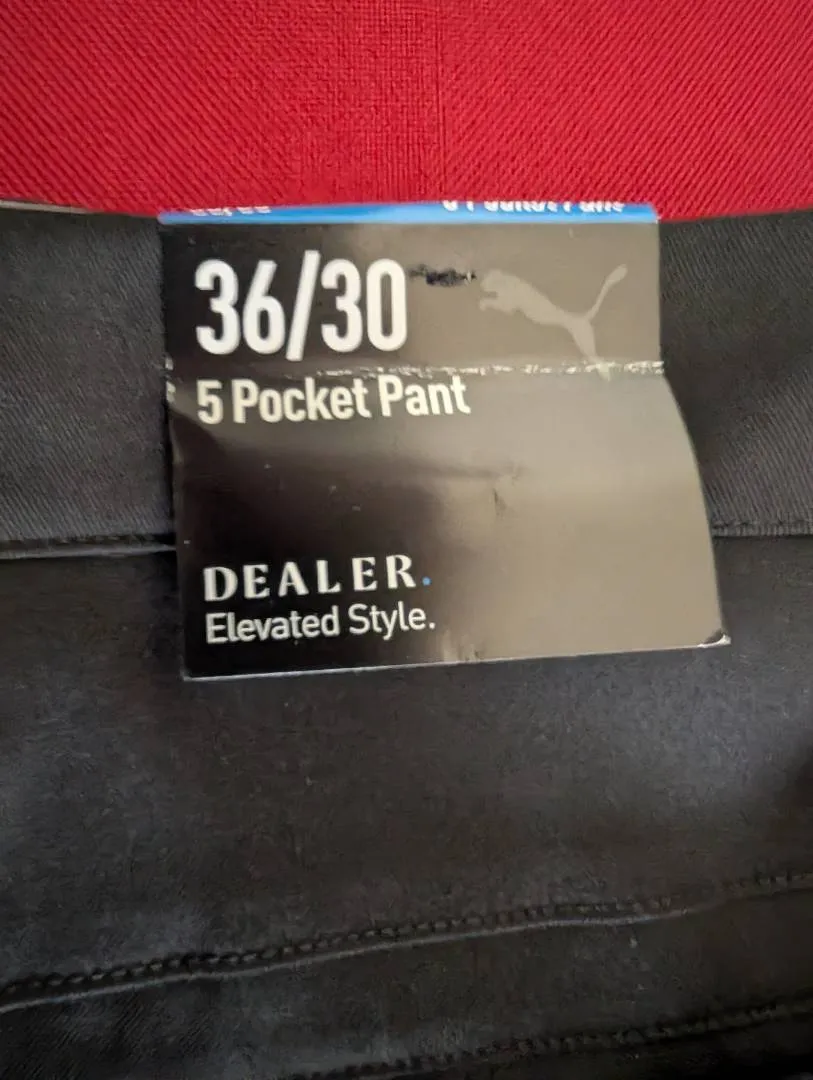 36/30
5 Pocket Pant
DEALER.
Elevated Style.